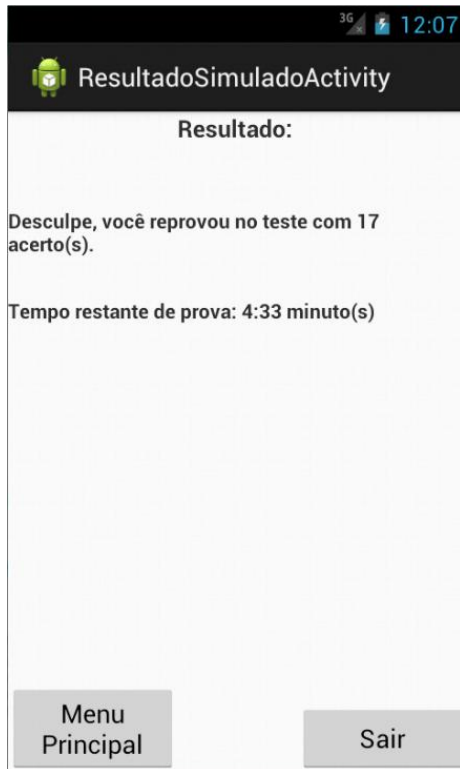 3G 12:07
ResultadoSimuladoActivity
Resultado:
Desculpe, você reprovou no teste com 17
acerto(s).
Tempo restante de prova: 4:33 minuto(s)
Menu
Principal
Sair